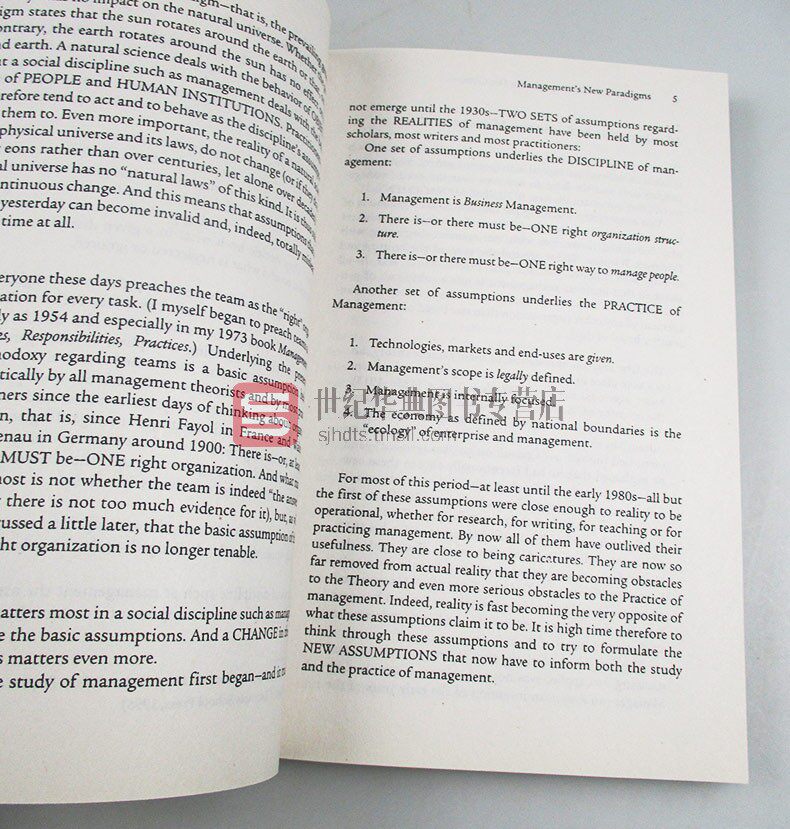 no impact on the natural universe. Whether the
digm states that the sun rotates around the earth or that,
contrary, the earth rotates around the sun has no effect
nd earth. A natural science deals with the behavior of
t a social discipline such as management deals with the
of PEOPLE and HUMAN INSTITUTIONS. Practitioners
refore tend to act and to behave as the discipline's
them to. Even more important, the reality of a natural
physical universe and its laws, do not change (or if they
eons rather than over centuries, let alone over decades
al universe has no "natural laws" of this kind. It is
continuous change. And this means that assumptions
yesterday can become invalid and, indeed, totally
time at all.
eryone these days preaches the team as the "right"
ation for every task. (I myself began to preach teams
ly as 1954 and especially in my 1973 book Management
es, Responsibilities, Practices.) Underlying the
hodoxy regarding teams is a basic assumption
tically by all management theorists and by most
ners since the earliest days of thinking about
n, that is, since Henri Fayol in France and
enau in Germany around 1900: There is—or, at
MUST be—ONE right organization. And what
nost is not whether the team is indeed "the
there is not too much evidence for it), but, as
cussed a little later, that the basic assumption of
ht organization is no longer tenable.
natters most in a social discipline such as
e the basic assumptions. And a CHANGE in
s matters even more.
e study of management first began—and
Management's New Paradigms 5
not emerge until the 1930s—TWO SETS of assumptions regard-
ing the REALITIES of management have been held by most
scholars, most writers and most practitioners:
One set of assumptions underlies the DISCIPLINE of man-
agement:
1. Management is Business Management.
2. There is—or there must be—ONE right organization struc-
ture.
3. There is—or there must be—ONE right way to manage people.
Another set of assumptions underlies the PRACTICE of
Management:
1. Technologies, markets and end-uses are given.
2. Management's scope is legally defined.
3. Management is internally focused.
4. The economy as defined by national boundaries is the
"ecology" of enterprise and management.
世纪华典图书专营店
sjhdts.tmall.com
For most of this period—at least until the early 1980s—all but
the first of these assumptions were close enough to reality to be
operational, whether for research, for writing, for teaching or for
practicing management. By now all of them have outlived their
usefulness. They are close to being caricatures. They are now so
far removed from actual reality that they are becoming obstacles
to the Theory and even more serious obstacles to the Practice of
management. Indeed, reality is fast becoming the very opposite of
what these assumptions claim it to be. It is high time therefore to
think through these assumptions and to try to formulate the
NEW ASSUMPTIONS that now have to inform both the study
and the practice of management.